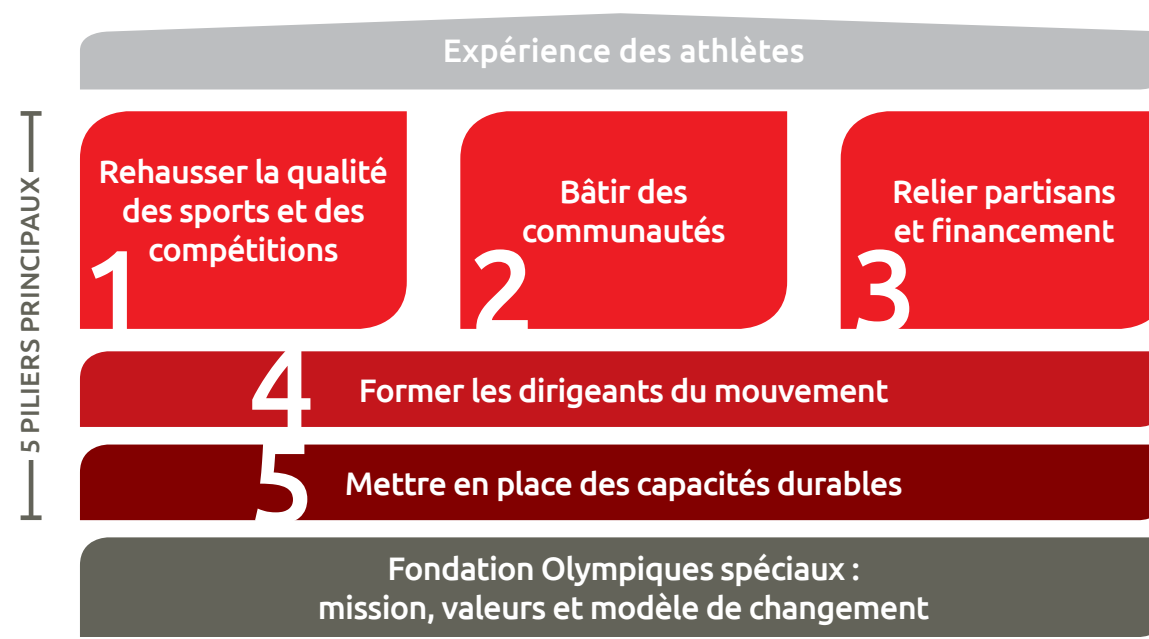 Expérience des athlètes
5 PILIERS PRINCIPAUX
Rehausser la qualité
des sports et des
compétitions
1
Bâtir des
communautés
2
Relier partisans
et financement
3
4
Former les dirigeants du mouvement
5
Mettre en place des capacités durables
Fondation Olympiques spéciaux :
mission, valeurs et modèle de changement